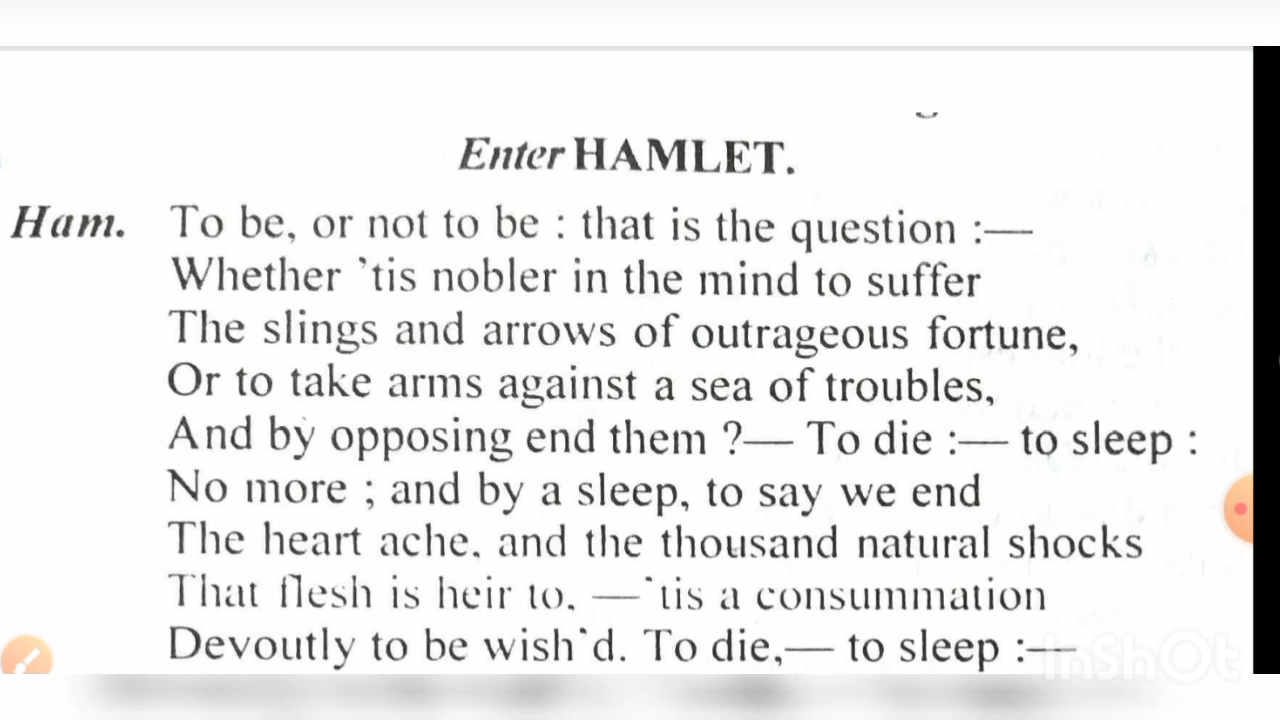 Enter HAMLET.
Ham. To be, or not to be : that is the question :—
Whether ’tis nobler in the mind to suffer
The slings and arrows of outrageous fortune,
Or to take arms against a sea of troubles,
And by opposing end them ?— To die :— to sleep :
No more ; and by a sleep, to say we end
The heart ache, and the thousand natural shocks
That flesh is heir to, —’tis a consummation
Devoutly to be wish’d. To die,— to sleep :—
InShOt